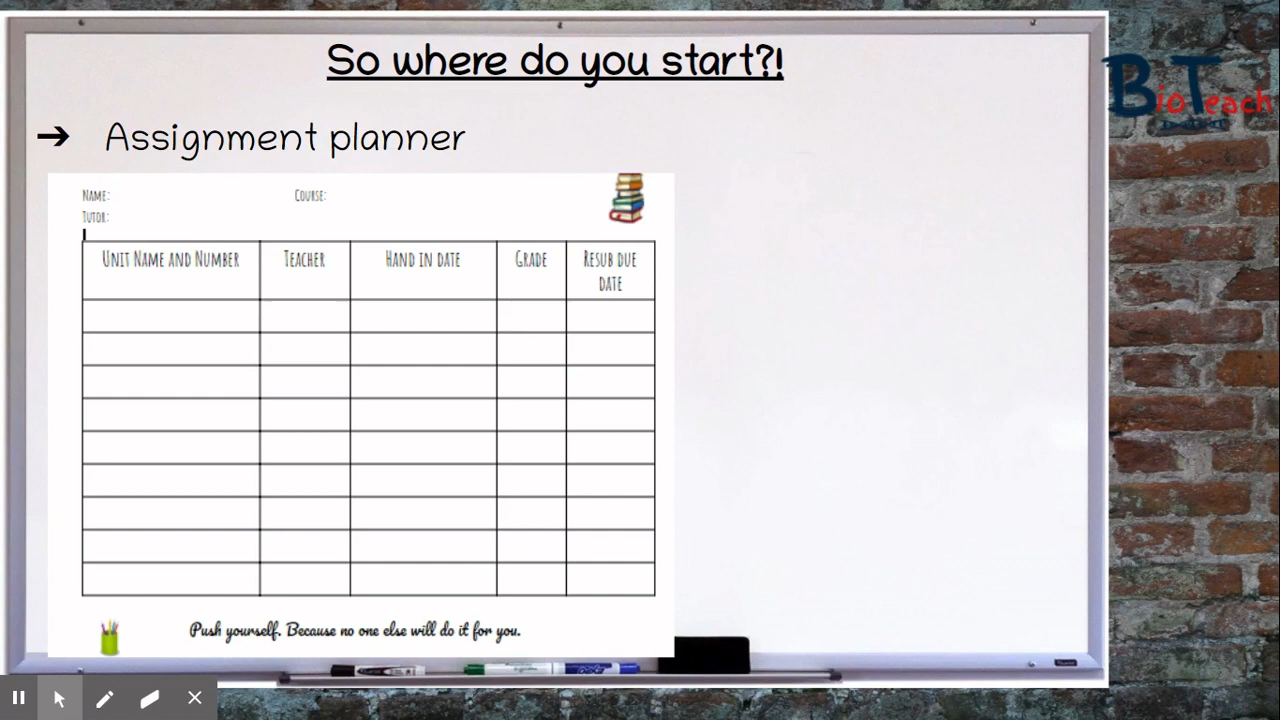 So where do you start?!
BioTeach
➔ Assignment planner
NAME: COURSE:
TUTOR:
UNIT NAME AND NUMBER TEACHER HAND IN DATE GRADE RESUB DUE
DATE
Push yourself. Because no one else will do it for you.